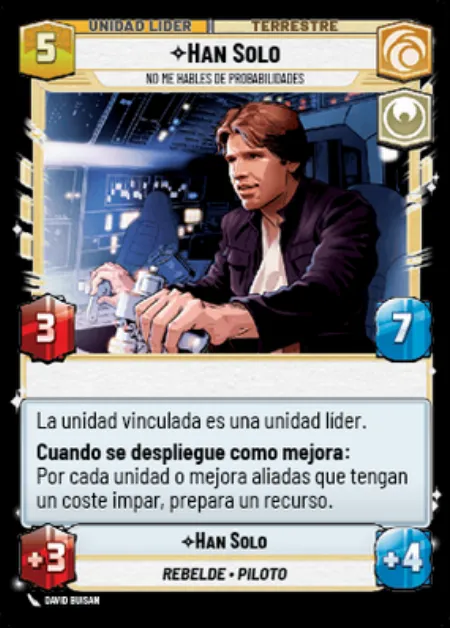 UNIDAD LÍDER
TERRESTRE
5
HAN SOLO
NO ME HABLES DE PROBABILIDADES
3
7
La unidad vinculada es una unidad líder.
Cuando se despliegue como mejora:
Por cada unidad o mejora aliadas que tengan
un coste impar, prepara un recurso.
+3
HAN SOLO
+4
REBELDE • PILOTO
DAVID BUISAN